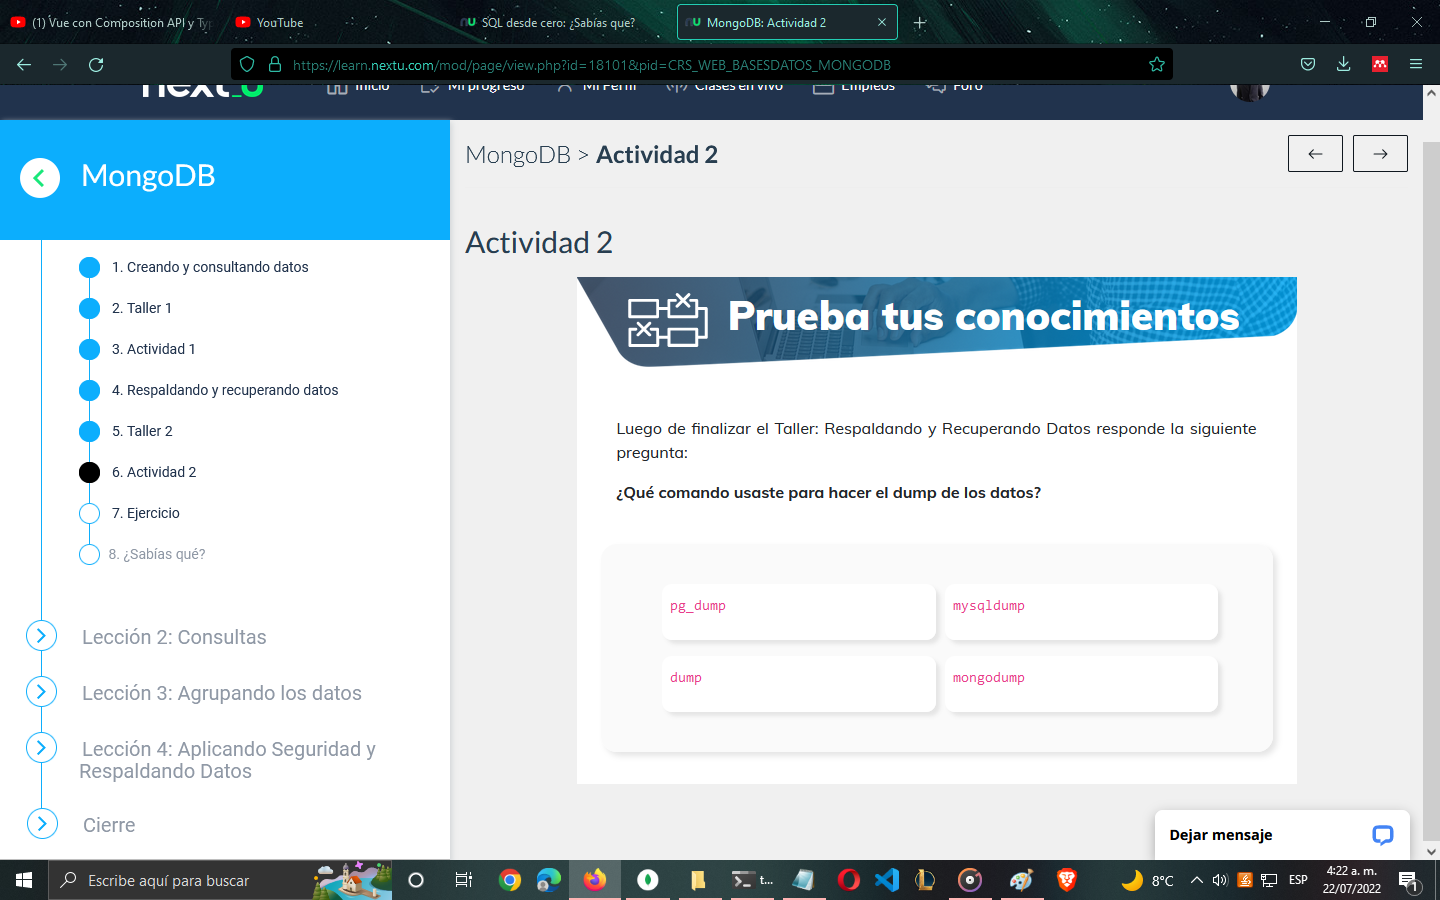 (1) Vue con Composition API y Typ
YouTube
SQL desde cero: ¿Sabías que?
MongoDB: Actividad 2
https://learn.nextu.com/mod/page/view.php?id=18101&pid=CRS_WEB_BASESDATOS_MONGODB
next_U
Inicio
Mi progreso
Mi Perfil
Clases en vivo
Empleos
Foro
MongoDB
1. Creando y consultando datos
2. Taller 1
3. Actividad 1
4. Respaldando y recuperando datos
5. Taller 2
6. Actividad 2
7. Ejercicio
8. ¿Sabías qué?
Lección 2: Consultas
Lección 3: Agrupando los datos
Lección 4: Aplicando Seguridad y
Respaldando Datos
Cierre
MongoDB > Actividad 2
Actividad 2
Prueba tus conocimientos
Luego de finalizar el Taller: Respaldando y Recuperando Datos responde la siguiente
pregunta:
¿Qué comando usaste para hacer el dump de los datos?
pg_dump
mysqldump
dump
mongodump
Dejar mensaje
Escribe aquí para buscar
t...
8°C
ESP
4:22 a. m.
22/07/2022
1